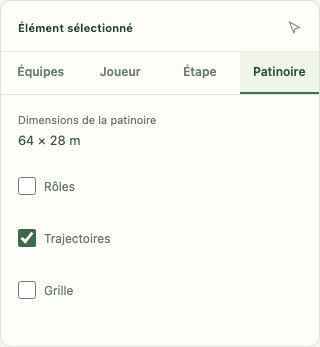 Élément sélectionné
Équipes Joueur Étape Patinoire
Dimensions de la patinoire
64 × 28 m
Rôles
Trajectoires
Grille